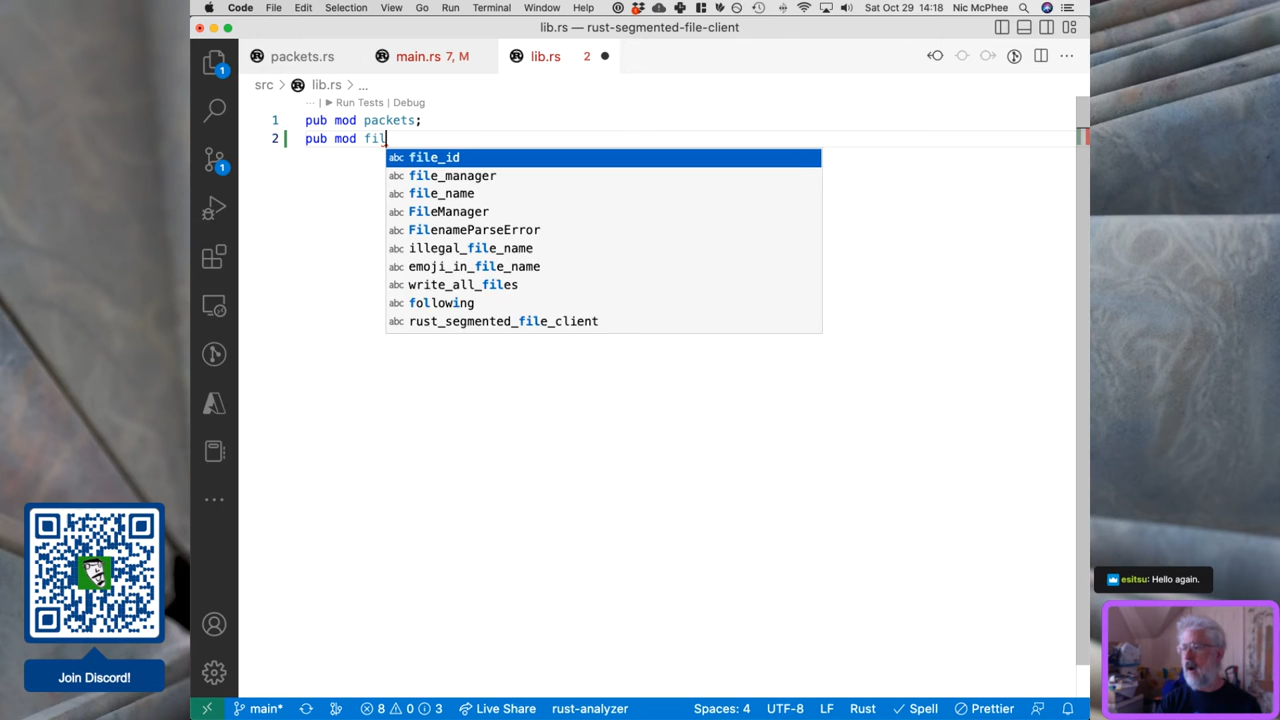 Code File Edit Selection View Go Run Terminal Window Help Sat Oct 29 14:18 Nic McPhee
lib.rs — rust-segmented-file-client
packets.rs main.rs 7, M lib.rs 2
src > lib.rs > ...
... | ▶ Run Tests | Debug
1 pub mod packets;
2 pub mod fil
abc file_id
abc file_manager
abc file_name
abc FileManager
abc FilenameParseError
abc illegal_file_name
abc emoji_in_file_name
abc write_all_files
abc following
abc rust_segmented_file_client
1
1
esitsu: Hello again.
Join Discord!
main* 8 0 3 Live Share rust-analyzer Spaces: 4 UTF-8 LF Rust Spell Prettier